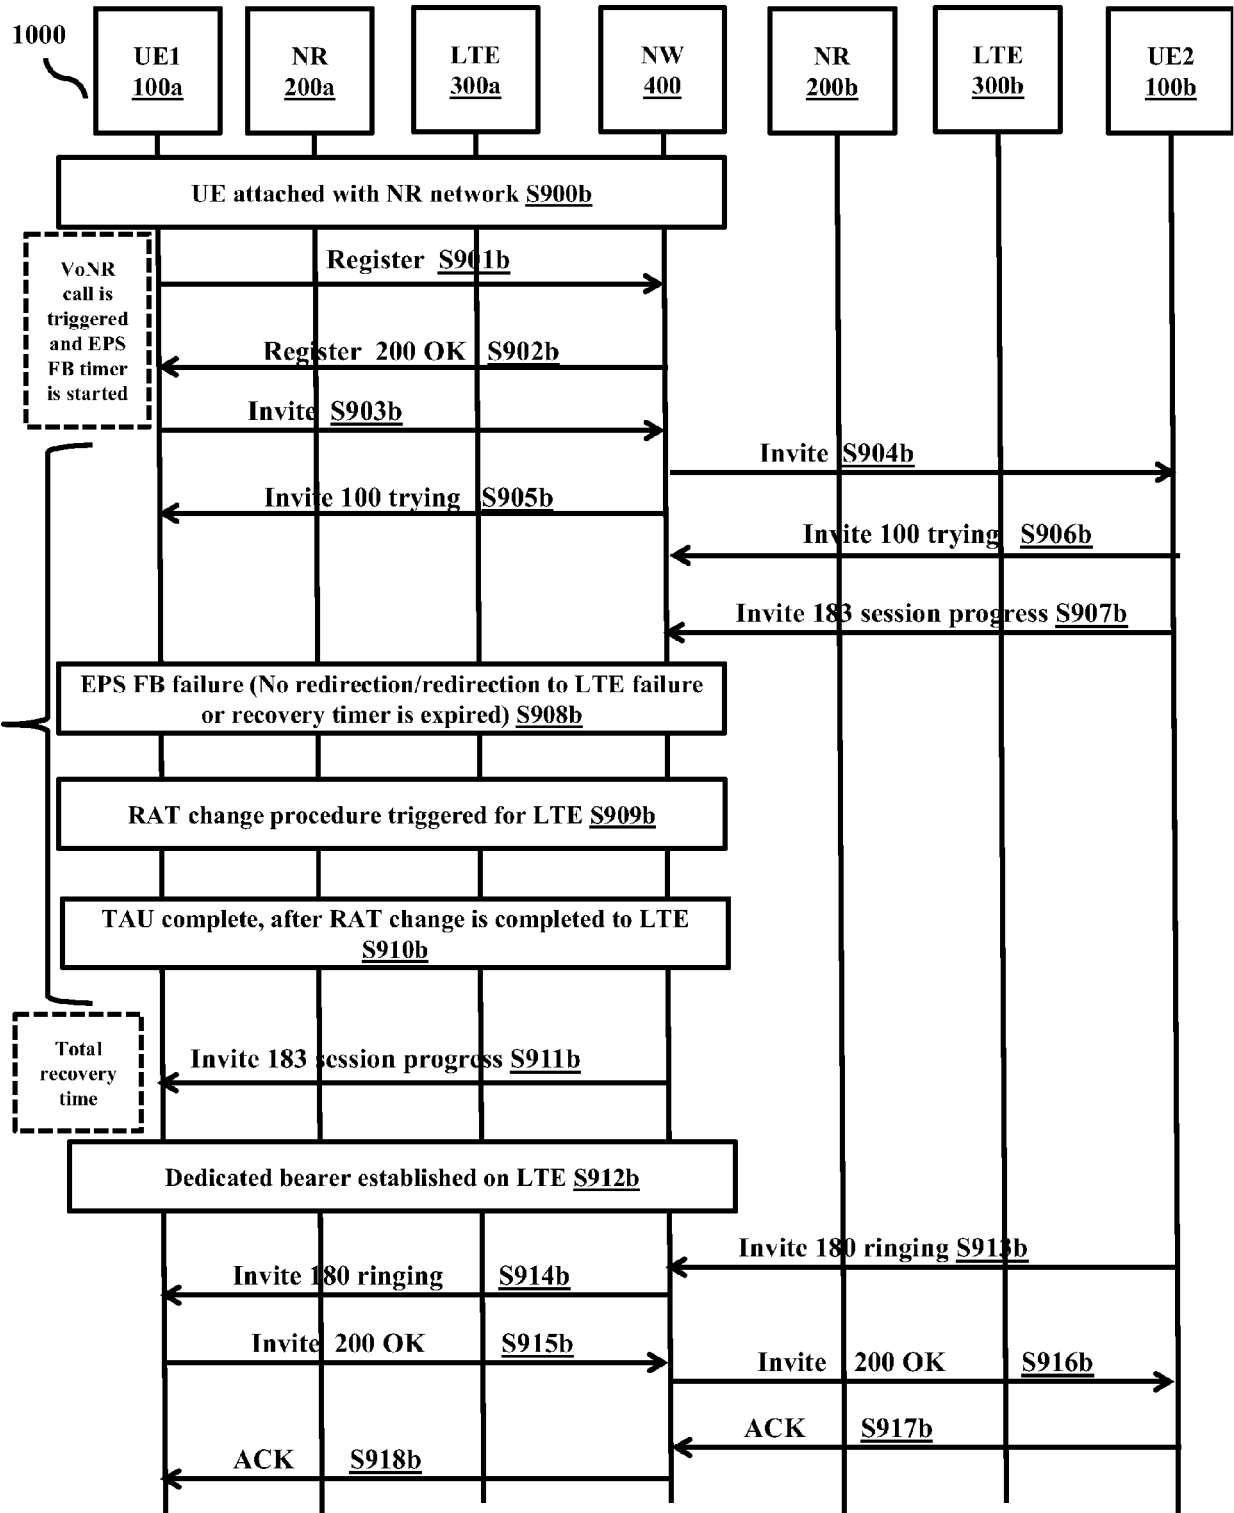 1000
UE1
100a
NR
200a
LTE
300a
NW
400
NR
200b
LTE
300b
UE2
100b
UE attached with NR network S900b
VoNR
call is
triggered
and EPS
FB timer
is started
Register S901b
Register 200 OK S902b
Invite S903b
Invite S904b
Invite 100 trying S905b
Invite 100 trying S906b
Invite 183 session progress S907b
EPS FB failure (No redirection/redirection to LTE failure
or recovery timer is expired) S908b
RAT change procedure triggered for LTE S909b
TAU complete, after RAT change is completed to LTE
S910b
Total
recovery
time
Invite 183 session progress S911b
Dedicated bearer established on LTE S912b
Invite 180 ringing S913b
Invite 180 ringing S914b
Invite 200 OK S915b
Invite 200 OK S916b
ACK S917b
ACK S918b